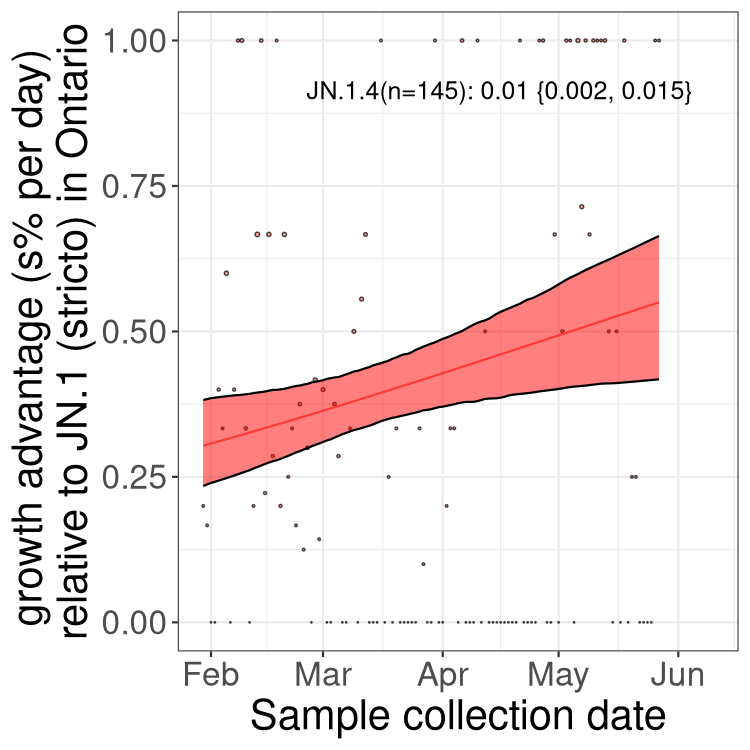 growth advantage (s% per day)
relative to JN.1 (stricto) in Ontario
1.00
0.75
0.50
0.25
0.00
JN.1.4(n=145): 0.01 {0.002, 0.015}
Feb Mar Apr May Jun
Sample collection date